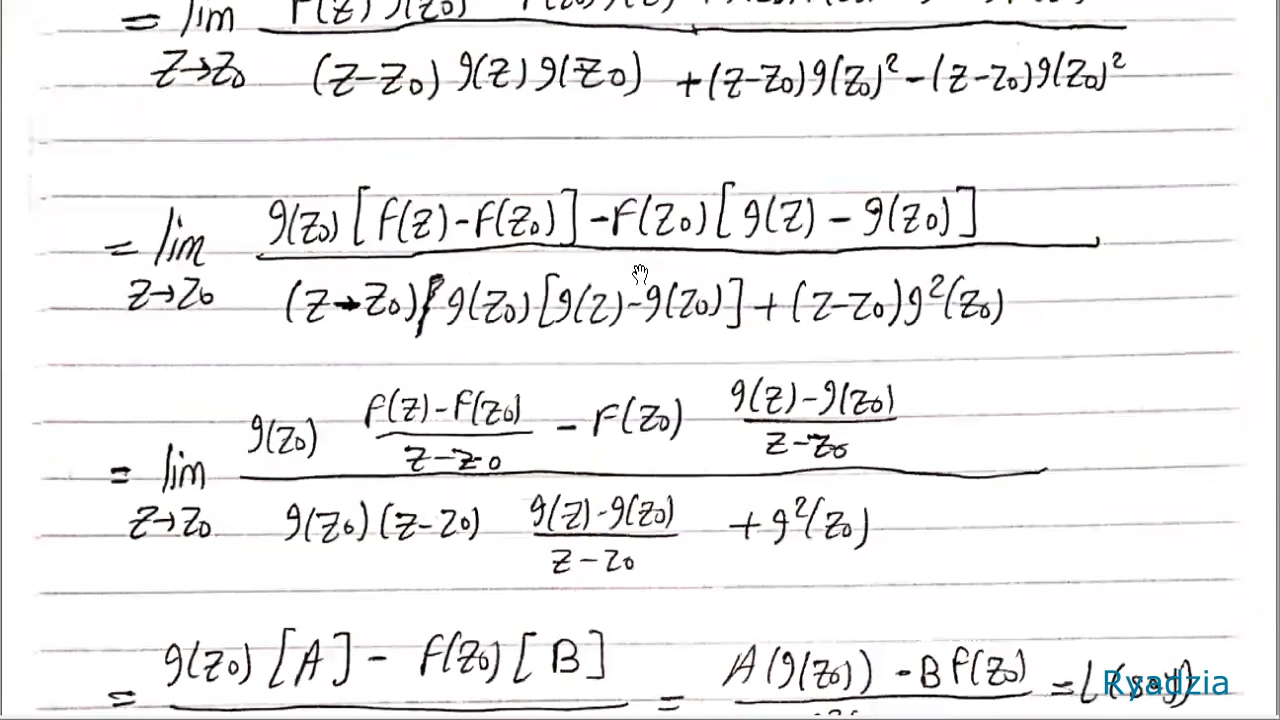 = lim
z→z₀ (z-z₀) g(z) g(z₀) + (z-z₀) g(z₀)² - (z-z₀) g(z₀)²
= lim g(z₀) [f(z) - f(z₀)] - f(z₀) [g(z) - g(z₀)]
z→z₀ (z-z₀) g(z₀) [g(z) - g(z₀)] + (z-z₀) g²(z₀)
g(z₀) f(z) - f(z₀) / z-z₀ - f(z₀) g(z) - g(z₀) / z-z₀
= lim
z→z₀ g(z₀) (z-z₀) g(z) - g(z₀) / z-z₀ + g²(z₀)
= g(z₀) [A] - f(z₀) [B] = A(g(z₀)) - B f(z₀) = L (say)
Ryadzia